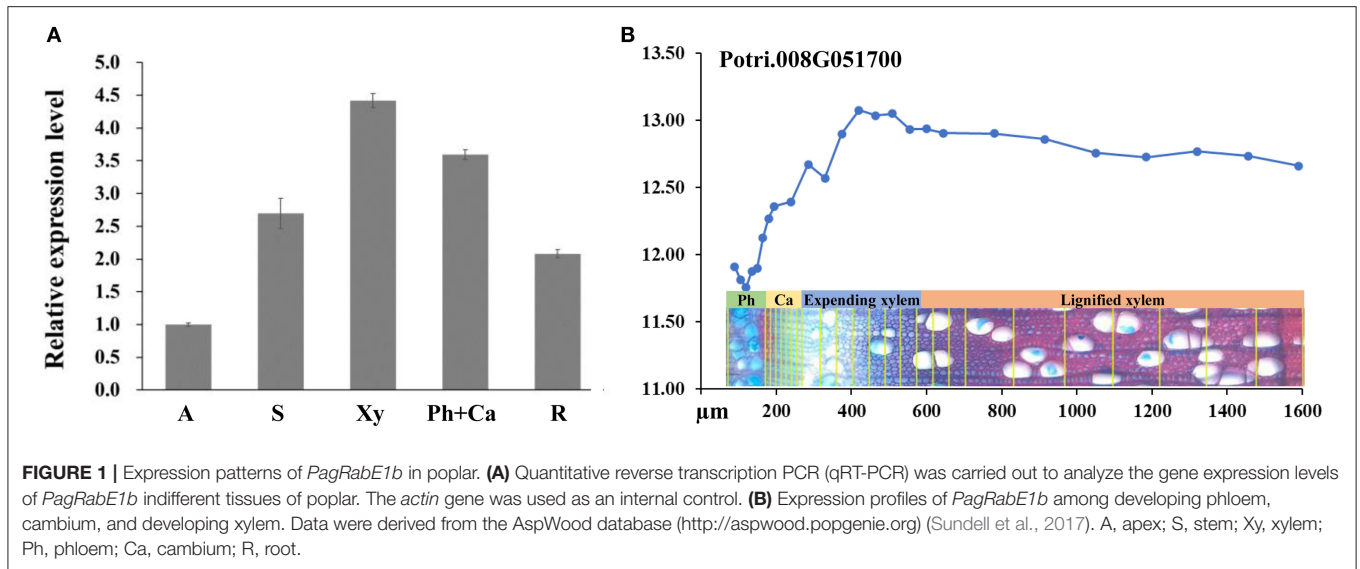 A
Relative expression level
5.0
4.5
4.0
3.5
3.0
2.5
2.0
1.5
1.0
0.5
0.0
A S Xy Ph+Ca R
B
Potri.008G051700
13.50
13.00
12.50
12.00
11.50
11.00
Ph Ca Expending xylem Lignified xylem
µm 200 400 600 800 1000 1200 1400 1600
FIGURE 1 | Expression patterns of PagRabE1b in poplar. (A) Quantitative reverse transcription PCR (qRT-PCR) was carried out to analyze the gene expression levels
of PagRabE1b indifferent tissues of poplar. The actin gene was used as an internal control. (B) Expression profiles of PagRabE1b among developing phloem,
cambium, and developing xylem. Data were derived from the AspWood database (http://aspwood.popgenie.org) (Sundell et al., 2017). A, apex; S, stem; Xy, xylem;
Ph, phloem; Ca, cambium; R, root.